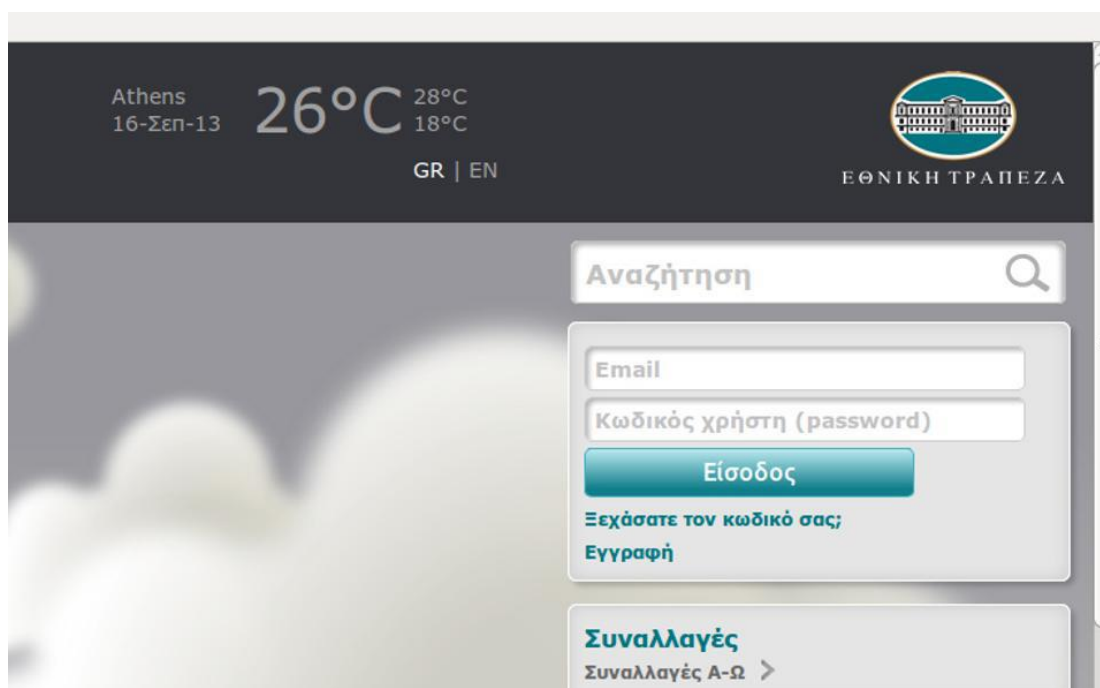 Athens
16-Σεπ-13
26°C
28°C
18°C
GR | EN
ΕΘΝΙΚΗ ΤΡΑΠΕΖΑ
Αναζήτηση
Email
Κωδικός χρήστη (password)
Είσοδος
Ξεχάσατε τον κωδικό σας;
Εγγραφή
Συναλλαγές
Συναλλαγές Α-Ω >